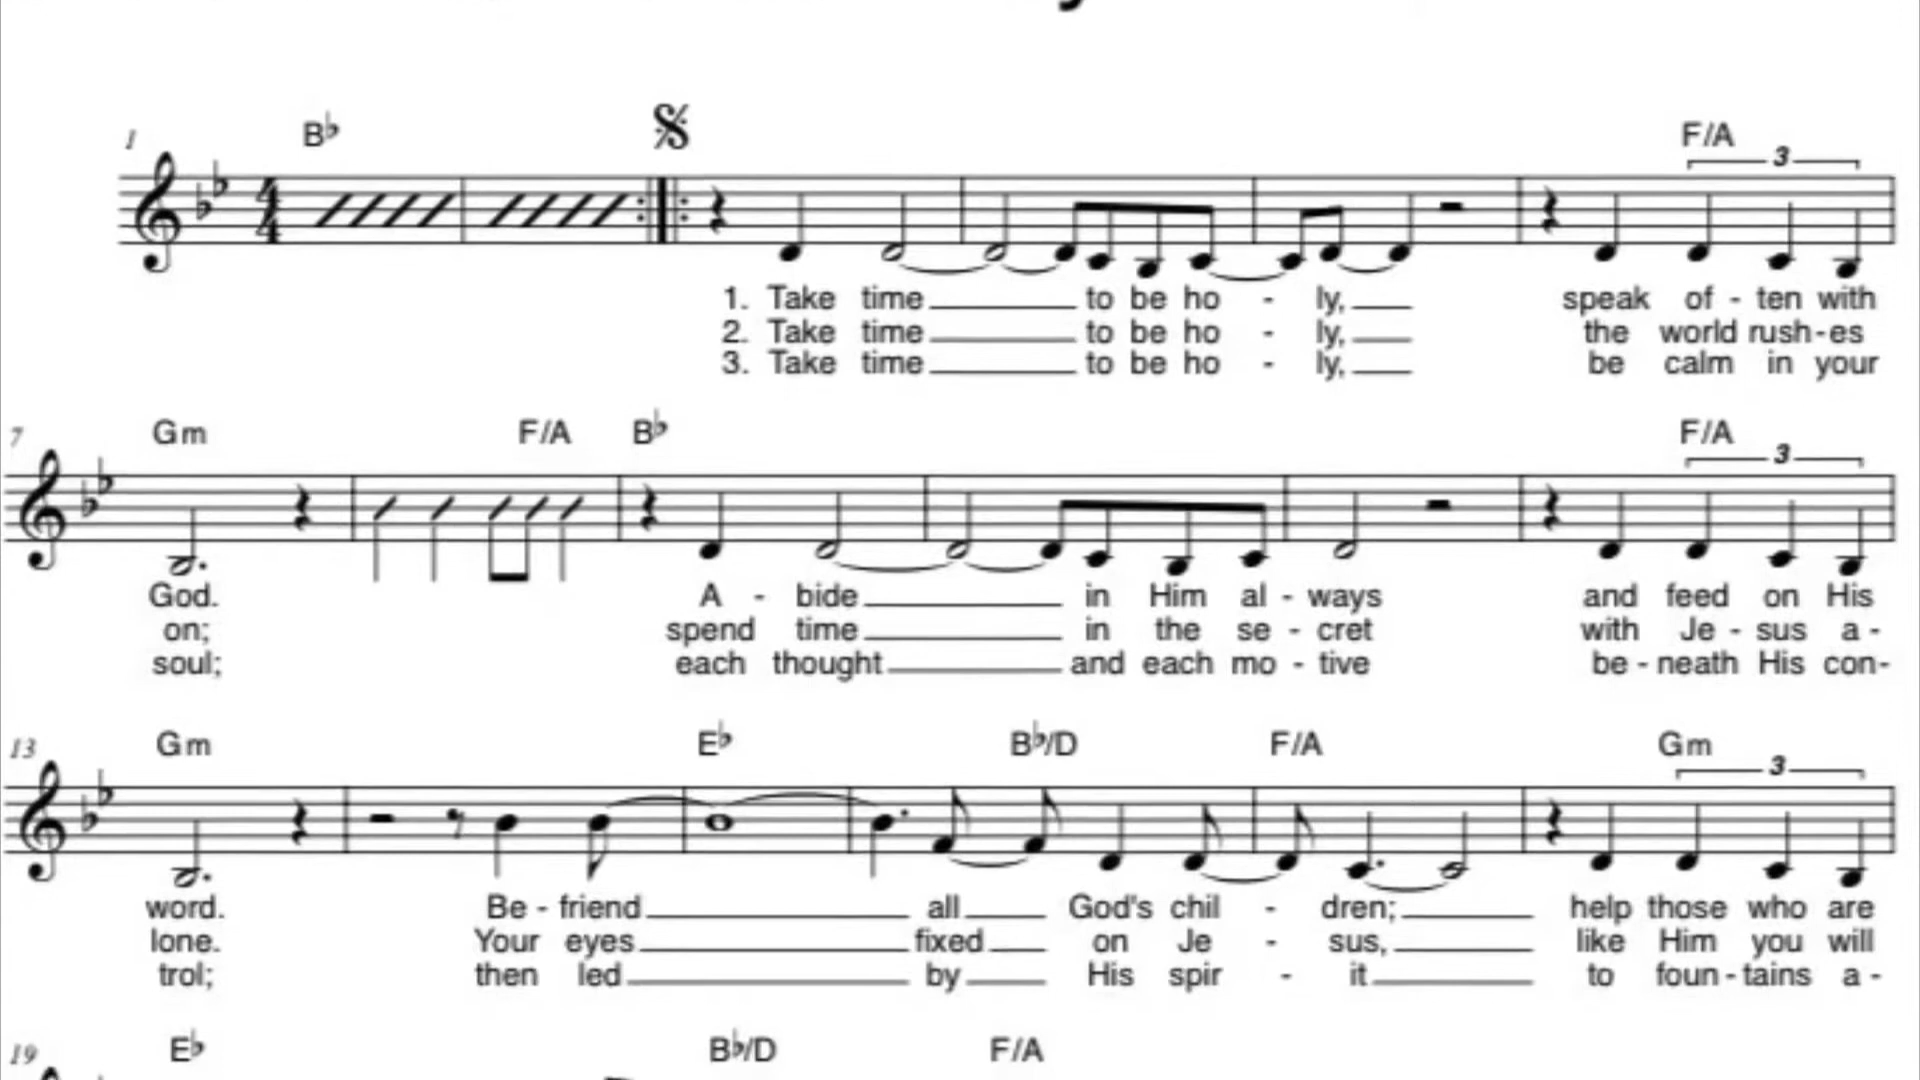 1 B♭ F/A
3
4
4
1. Take time to be ho - ly, speak of - ten with
2. Take time to be ho - ly, the world rush - es
3. Take time to be ho - ly, be calm in your
7 Gm F/A B♭ F/A
3
God. A - bide in Him al - ways and feed on His
on; spend time in the se - cret with Je - sus a -
soul; each thought and each mo - tive be - neath His con-
13 Gm E♭ B♭/D F/A Gm
3
word. Be - friend all God's chil - dren; help those who are
lone. Your eyes fixed on Je - sus, like Him you will
trol; then led by His spir - it to foun - tains a -
19 E♭ B♭/D F/A